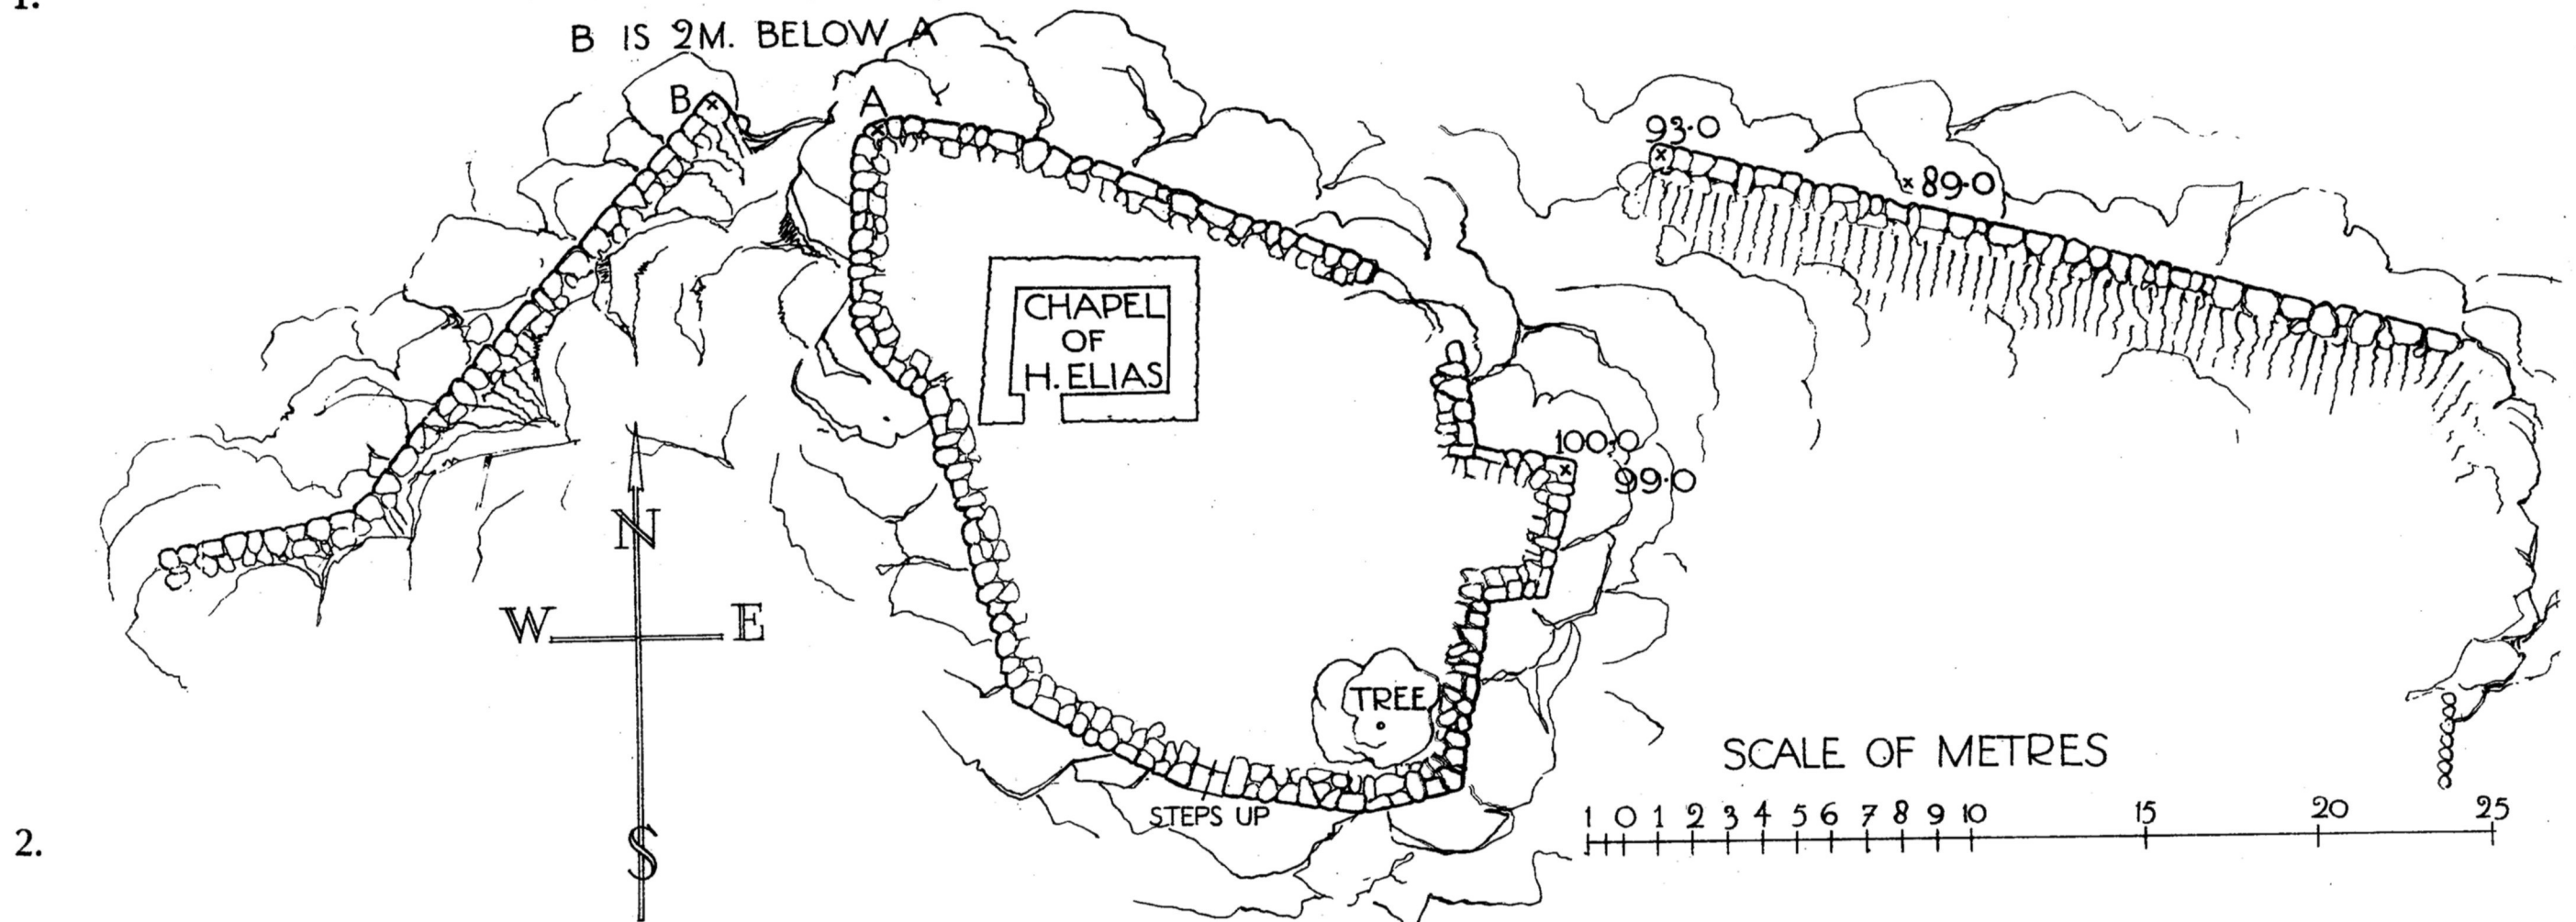 1.
B IS 2M. BELOW A
B
A
93·0
89·0
CHAPEL
OF
H. ELIAS
100·0
99·0
N
W E
TREE
SCALE OF METRES
STEPS UP
1 0 1 2 3 4 5 6 7 8 9 10 15 20 25
2.
S